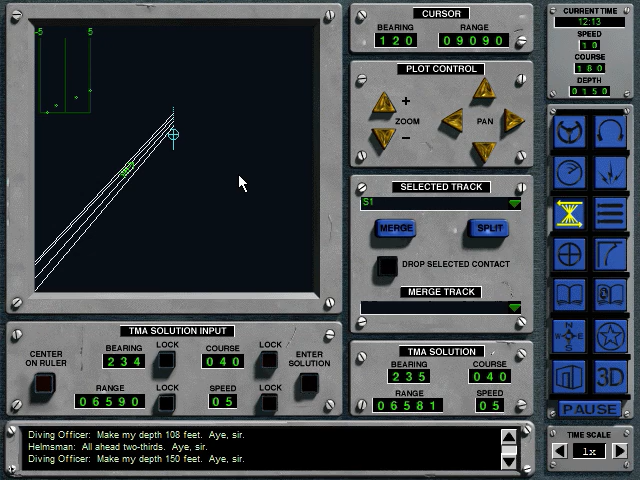 -5 5
S1
CURSOR
BEARING RANGE
120 09090
PLOT CONTROL
+
ZOOM PAN
-
SELECTED TRACK
S1
MERGE SPLIT
DROP SELECTED CONTACT
MERGE TRACK
TMA SOLUTION INPUT
CENTER ON RULER
BEARING LOCK COURSE LOCK
234 040
ENTER SOLUTION
RANGE LOCK SPEED LOCK
06590 05
TMA SOLUTION
BEARING COURSE
235 040
RANGE SPEED
06581 05
Diving Officer: Make my depth 108 feet. Aye, sir.
Helmsman: All ahead two-thirds. Aye, sir.
Diving Officer: Make my depth 150 feet. Aye, sir.
CURRENT TIME
12:13
SPEED
10
COURSE
180
DEPTH
0150
N
W E
S
3D
PAUSE
TIME SCALE
1x